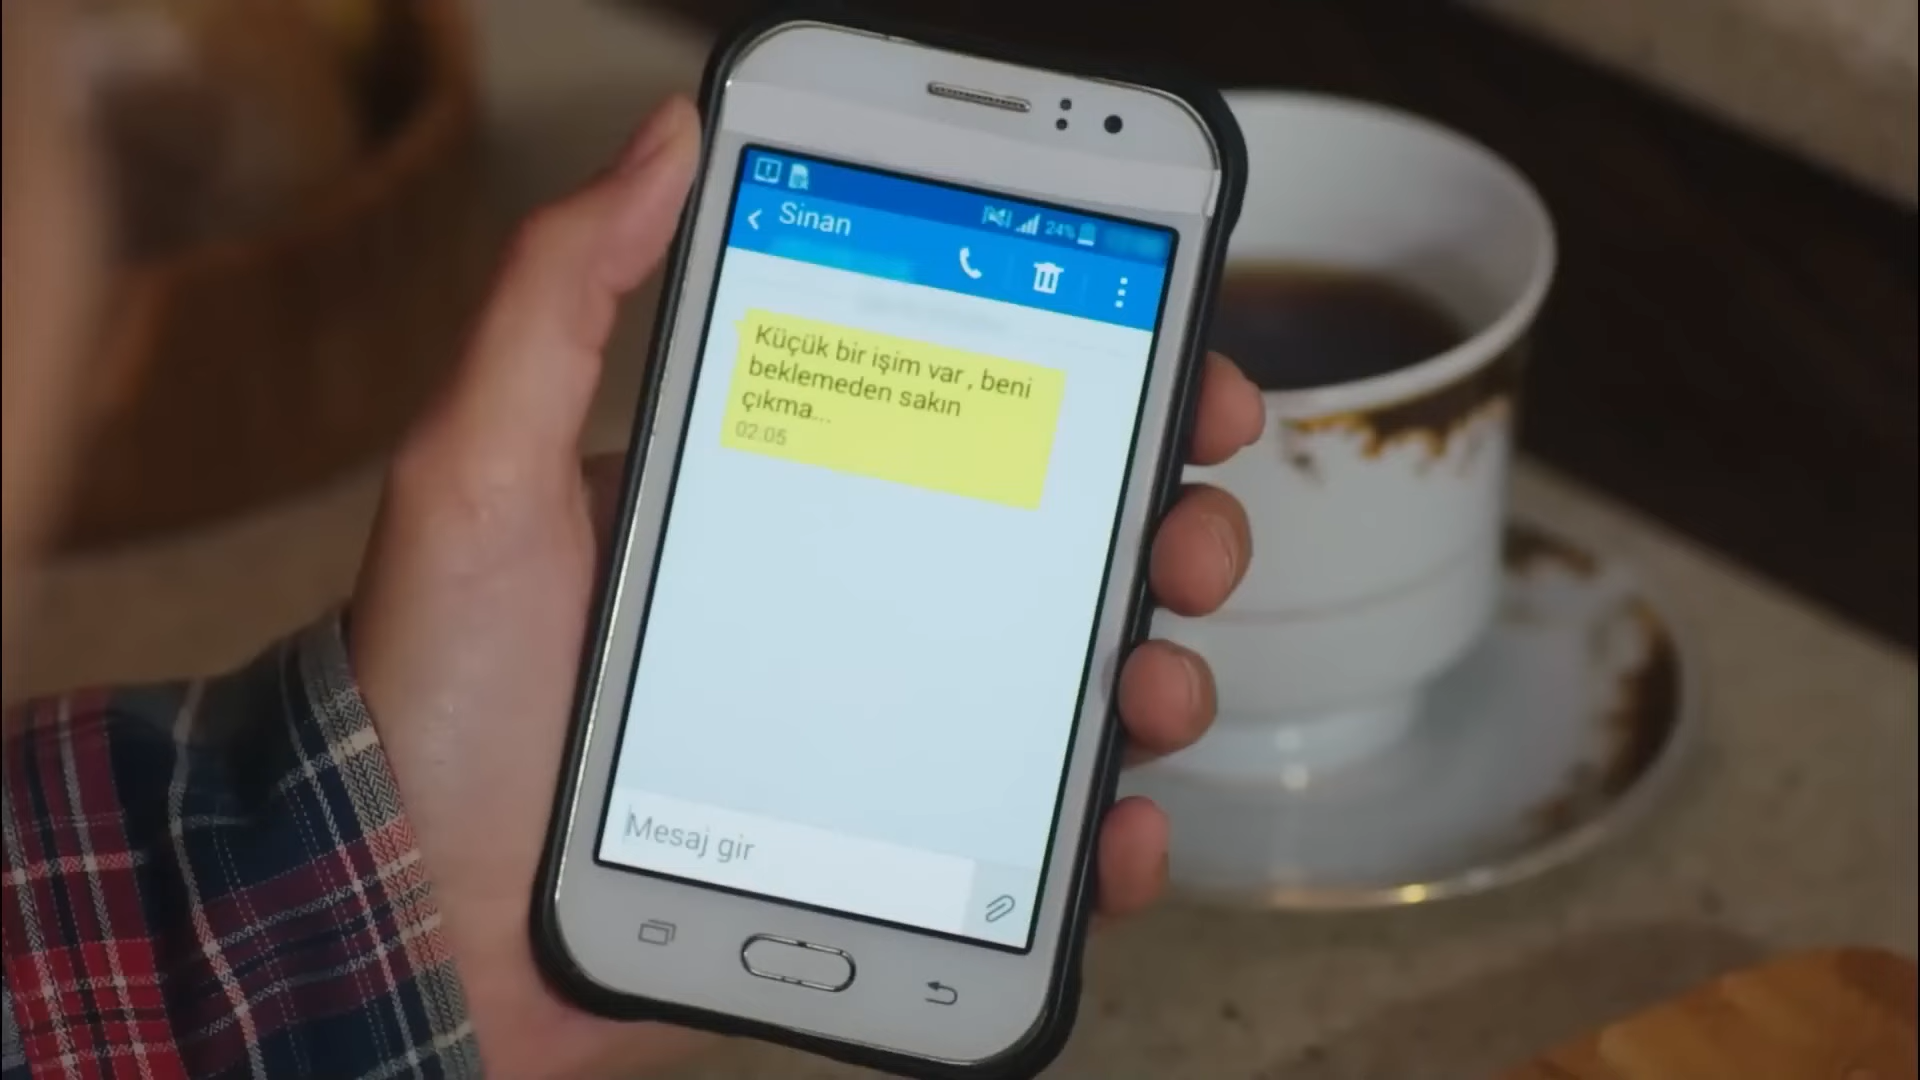 24%
Sinan
Küçük bir işim var , beni
beklemeden sakın
çıkma...
02:05
Mesaj gir